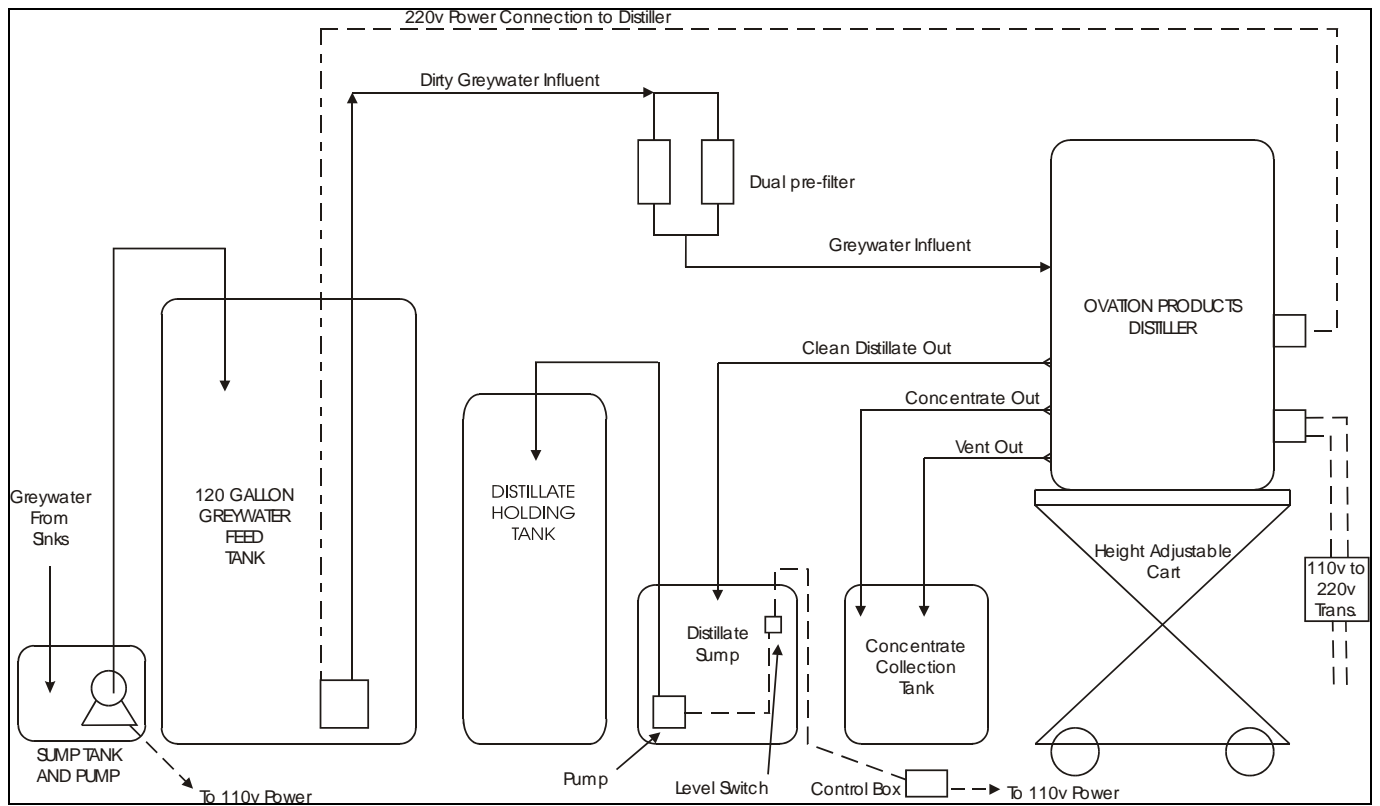 220v Power Connection to Distiller
Dirty Greywater Influent
Dual pre-filter
Greywater Influent
OVATION PRODUCTS
DISTILLER
Clean Distillate Out
Concentrate Out
Vent Out
Greywater
From
Sinks
120 GALLON
GREYWATER
FEED
TANK
DISTILLATE
HOLDING
TANK
Height Adjustable
Cart
110v to
220v
Trans.
Distillate
Sump
Concentrate
Collection
Tank
SUMP TANK
AND PUMP
To 110v Power
Pump
Level Switch
Control Box
To 110v Power